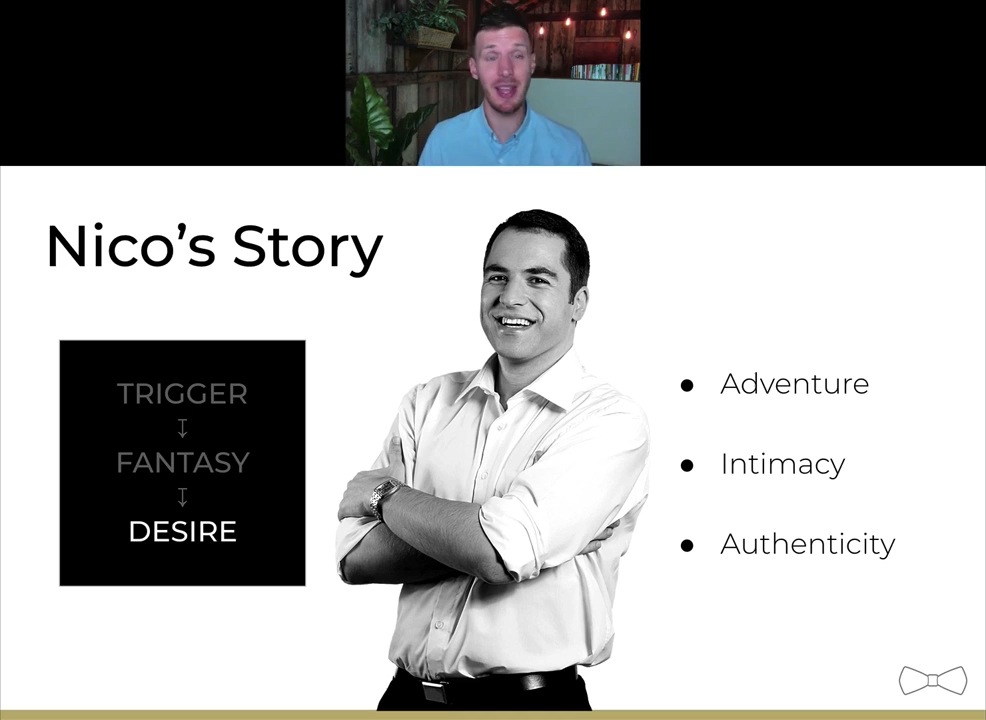 Nico’s Story
TRIGGER
↧
FANTASY
↧
DESIRE
● Adventure
● Intimacy
● Authenticity